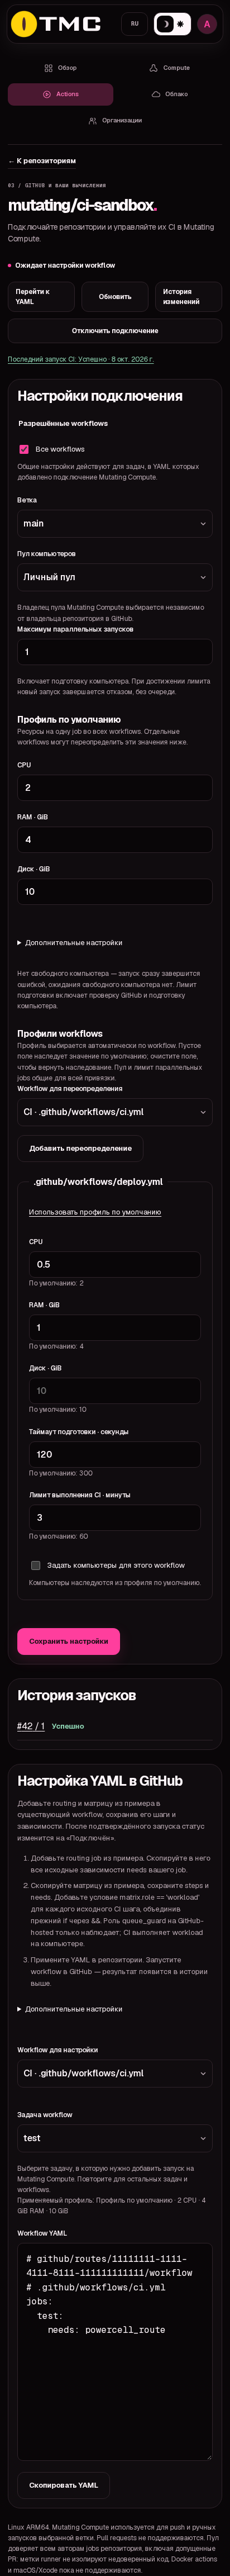 TMC
RU
A
Обзор
Compute
Actions
Облако
Организации
← К репозиториям
03 / GITHUB И ВАШИ ВЫЧИСЛЕНИЯ
mutating/ci-sandbox.
Подключайте репозитории и управляйте их CI в Mutating
Compute.
Ожидает настройки workflow
Перейти к
YAML
Обновить
История
изменений
Отключить подключение
Последний запуск CI: Успешно · 8 окт. 2026 г.
Настройки подключения
Разрешённые workflows
Все workflows
Общие настройки действуют для задач, в YAML которых
добавлено подключение Mutating Compute.
Ветка
main
Пул компьютеров
Личный пул
Владелец пула Mutating Compute выбирается независимо
от владельца репозитория в GitHub.
Максимум параллельных запусков
1
Включает подготовку компьютера. При достижении лимита
новый запуск завершается отказом, без очереди.
Профиль по умолчанию
Ресурсы на одну job во всех workflows. Отдельные
workflows могут переопределить эти значения ниже.
CPU
2
RAM · GiB
4
Диск · GiB
10
Дополнительные настройки
Нет свободного компьютера — запуск сразу завершится
ошибкой, ожидания свободного компьютера нет. Лимит
подготовки включает проверку GitHub и подготовку
компьютера.
Профили workflows
Профиль выбирается автоматически по workflow. Пустое
поле наследует значение по умолчанию; очистите поле,
чтобы вернуть наследование. Пул и лимит параллельных
jobs общие для всей привязки.
Workflow для переопределения
CI · .github/workflows/ci.yml
Добавить переопределение
.github/workflows/deploy.yml
Использовать профиль по умолчанию
CPU
0.5
По умолчанию: 2
RAM · GiB
1
По умолчанию: 4
Диск · GiB
10
По умолчанию: 10
Таймаут подготовки · секунды
120
По умолчанию: 300
Лимит выполнения CI · минуты
3
По умолчанию: 60
Задать компьютеры для этого workflow
Компьютеры наследуются из профиля по умолчанию.
Сохранить настройки
История запусков
#42 / 1 Успешно
Настройка YAML в GitHub
Добавьте routing и матрицу из примера в
существующий workflow, сохранив его шаги и
зависимости. После подтверждённого запуска статус
изменится на «Подключён».
1. Добавьте routing job из примера. Скопируйте в него
все исходные зависимости needs вашего job.
2. Скопируйте матрицу из примера, сохраните steps и
needs. Добавьте условие matrix.role == 'workload'
для каждого исходного CI шага, объединив
прежний if через &&. Роль queue_guard на GitHub-
hosted только наблюдает; CI выполняет workload
на компьютере.
3. Примените YAML в репозитории. Запустите
workflow в GitHub — результат появится в истории
выше.
Дополнительные настройки
Workflow для настройки
CI · .github/workflows/ci.yml
Задача workflow
test
Выберите задачу, в которую нужно добавить запуск на
Mutating Compute. Повторите для остальных задач и
workflows.
Применяемый профиль: Профиль по умолчанию · 2 CPU · 4
GiB RAM · 10 GiB
Workflow YAML
# github/routes/11111111-1111-
4111-8111-111111111111/workflow
# .github/workflows/ci.yml
jobs:
test:
needs: powercell_route
Скопировать YAML
Linux ARM64. Mutating Compute используется для push и ручных
запусков выбранной ветки. Pull requests не поддерживаются. Пул
доверяет всем авторам jobs репозитория, включая допущенные
PR: метки runner не изолируют недоверенный код. Docker actions
и macOS/Xcode пока не поддерживаются.